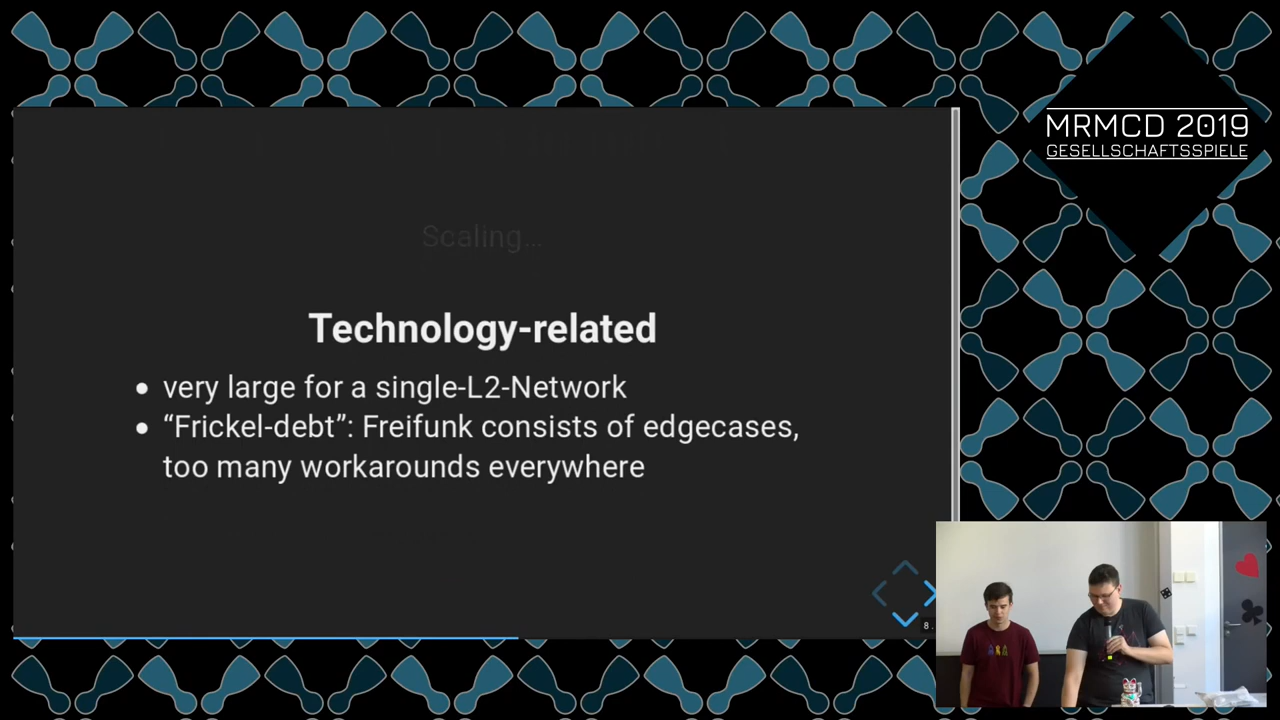 MRMCD 2019
GESELLSCHAFTSSPIELE
Scaling...
Technology-related
• very large for a single-L2-Network
• “Frickel-debt”: Freifunk consists of edgecases,
too many workarounds everywhere
8.